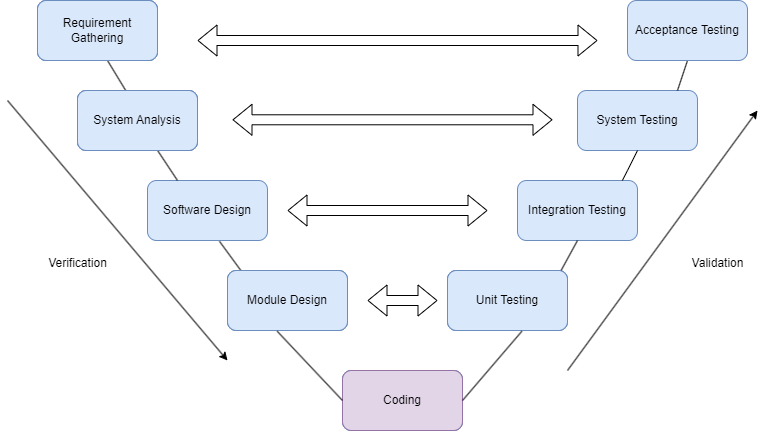 Requirement
Gathering
Acceptance Testing
System Analysis
System Testing
Software Design
Integration Testing
Verification
Validation
Module Design
Unit Testing
Coding